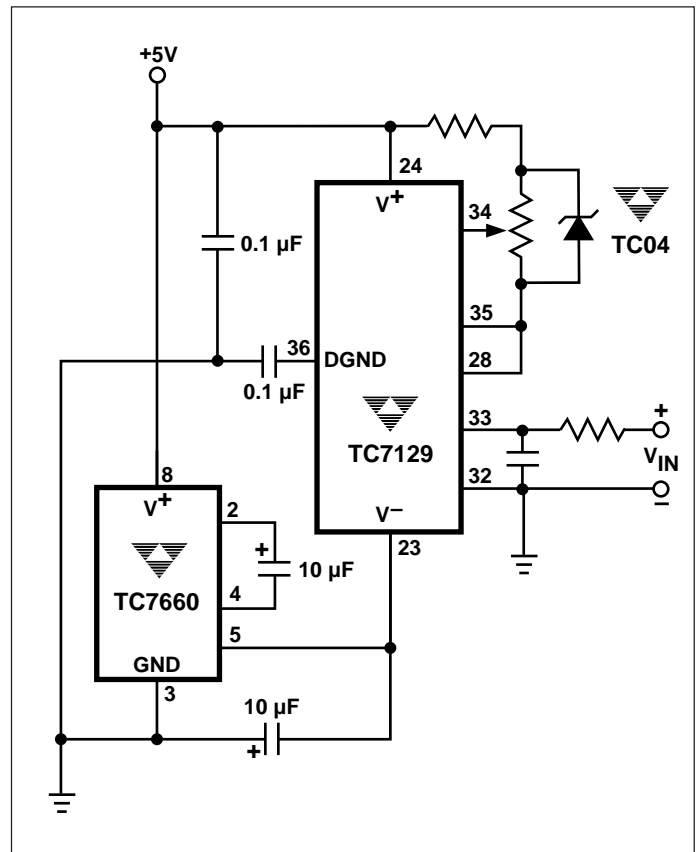 +5V
24
V+
34
TC04
0.1 µF
35
36
DGND
28
0.1 µF
33
+
TC7129
VIN
32
–
V–
23
8
V+
2
+
10 µF
TC7660
4
5
GND
3
10 µF
+